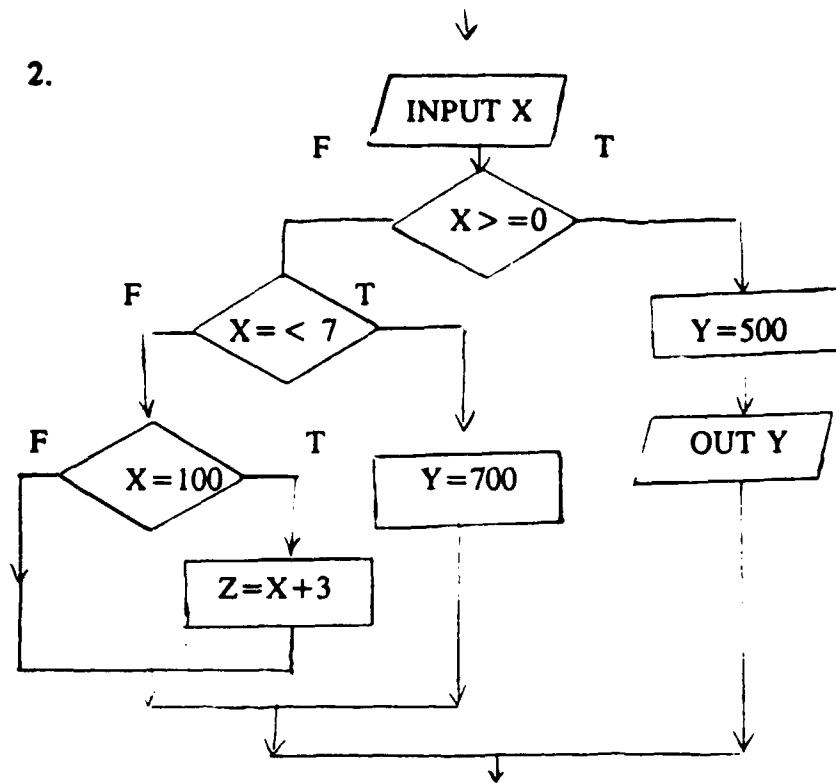 2.
INPUT X
F T
X> =0
F T
X= < 7
Y=500
F T
X=100
Y=700
OUT Y
Z=X+3